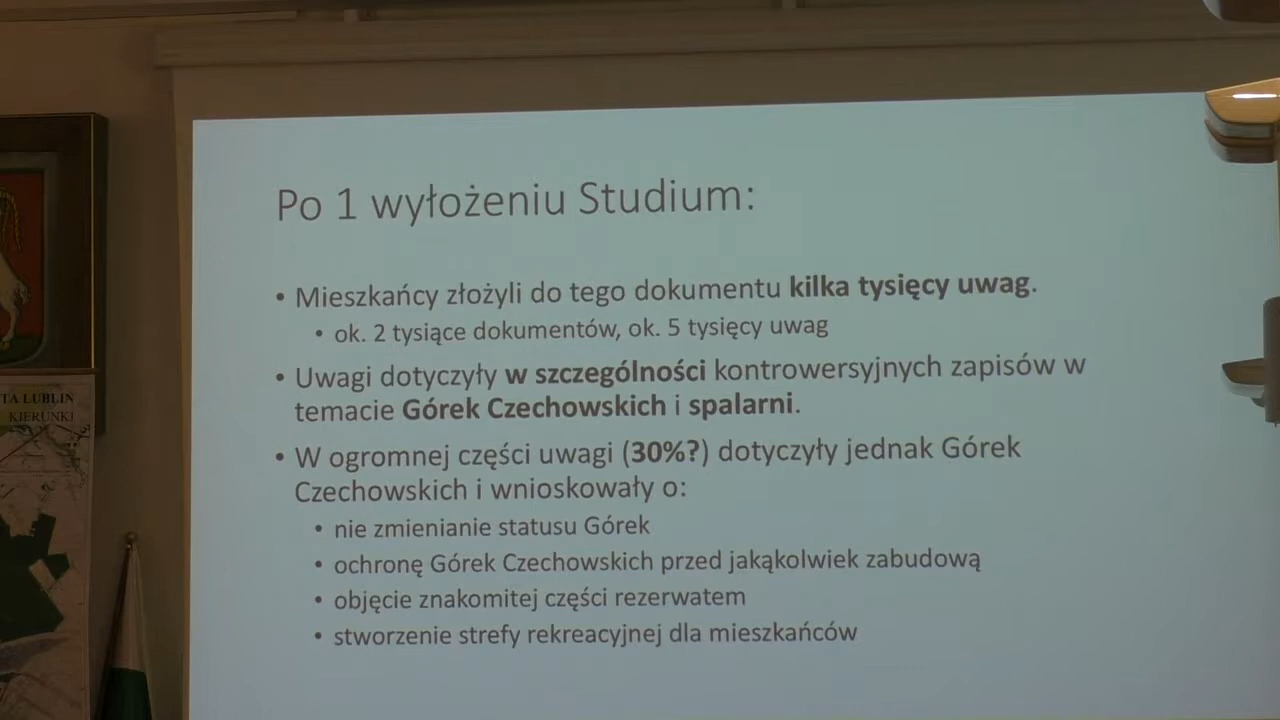 Po 1 wyłożeniu Studium:
• Mieszkańcy złożyli do tego dokumentu kilka tysięcy uwag.
• ok. 2 tysiące dokumentów, ok. 5 tysięcy uwag
• Uwagi dotyczyły w szczególności kontrowersyjnych zapisów w
temacie Górek Czechowskich i spalarni.
• W ogromnej części uwagi (30%?) dotyczyły jednak Górek
Czechowskich i wnioskowały o:
• nie zmienianie statusu Górek
• ochronę Górek Czechowskich przed jakąkolwiek zabudową
• objęcie znakomitej części rezerwatem
• stworzenie strefy rekreacyjnej dla mieszkańców
TA LUBLIN
KIERUNKI